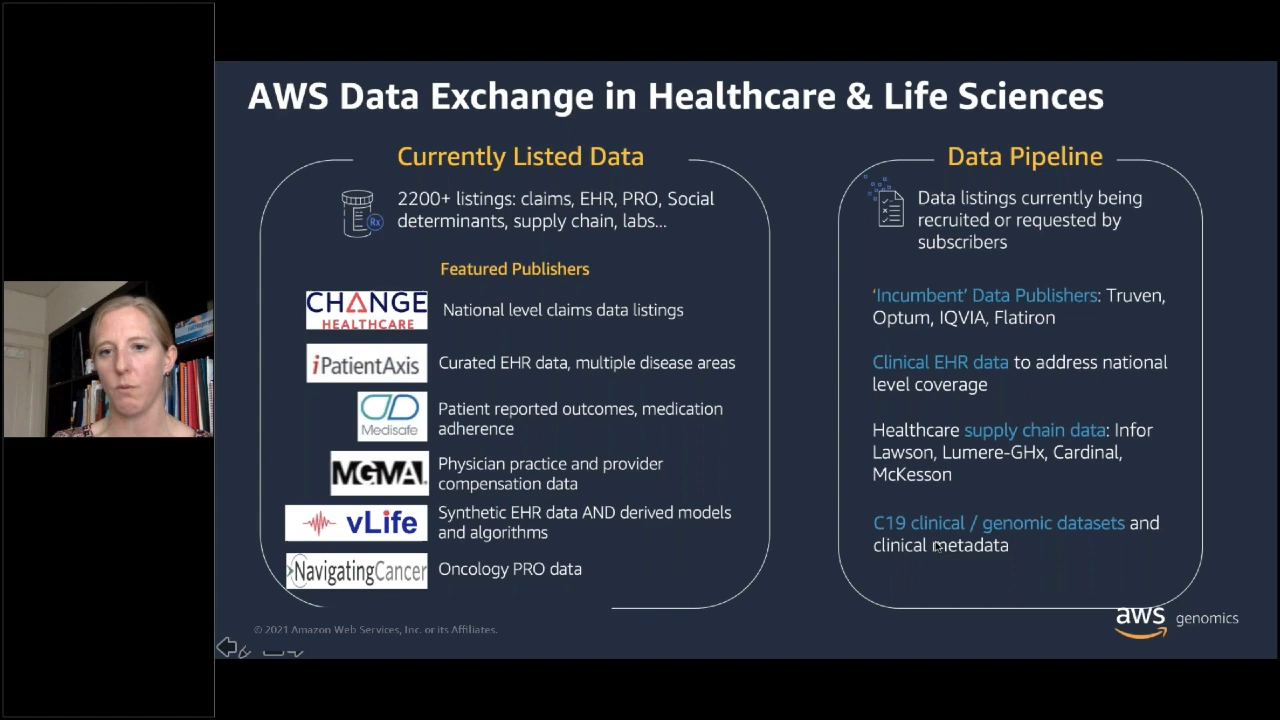 AWS Data Exchange in Healthcare & Life Sciences
Currently Listed Data
2200+ listings: claims, EHR, PRO, Social
determinants, supply chain, labs...
Rx
Featured Publishers
CHANGE
HEALTHCARE
National level claims data listings
iPatientAxis
Curated EHR data, multiple disease areas
Medisafe
Patient reported outcomes, medication
adherence
MGMA.
Physician practice and provider
compensation data
vLife
Synthetic EHR data AND derived models
and algorithms
NavigatingCancer
Oncology PRO data
Data Pipeline
Data listings currently being
recruited or requested by
subscribers
‘Incumbent’ Data Publishers: Truven,
Optum, IQVIA, Flatiron
Clinical EHR data to address national
level coverage
Healthcare supply chain data: Infor
Lawson, Lumere-GHx, Cardinal,
McKesson
C19 clinical / genomic datasets and
clinical metadata
© 2021 Amazon Web Services, Inc. or its Affiliates.
aws genomics